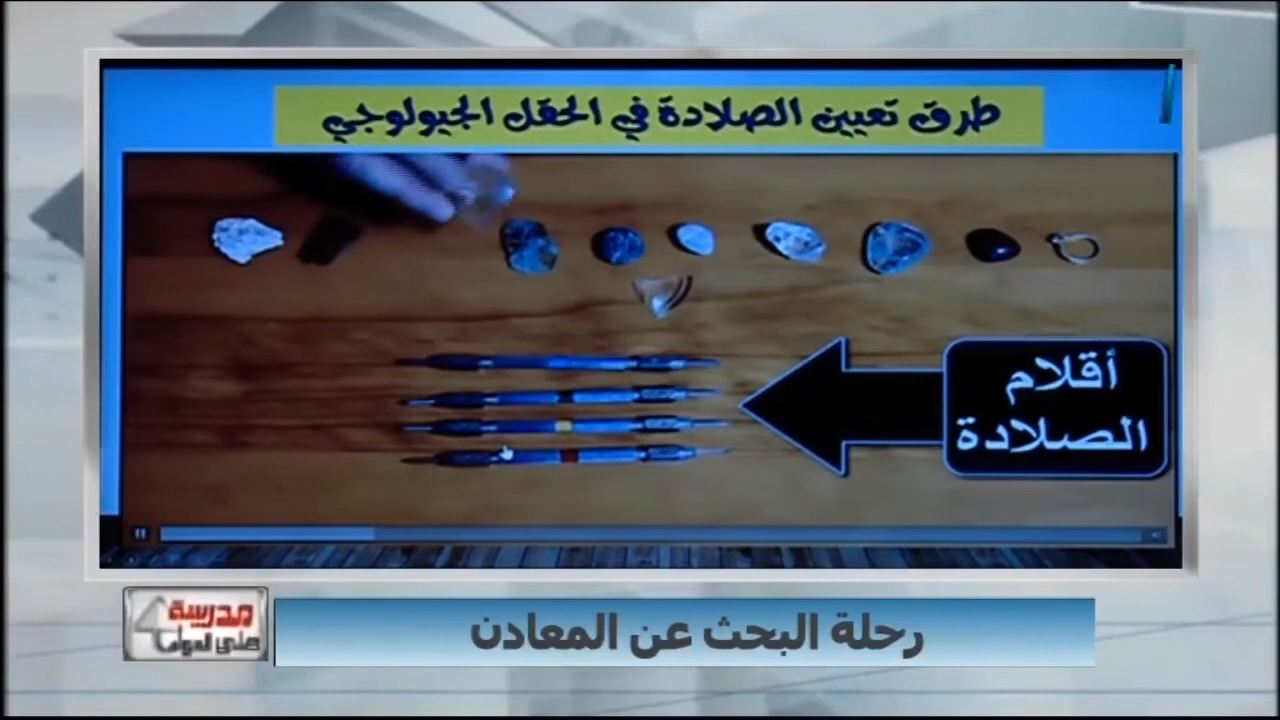 طرق تعيين الصلادة في الحقل الجيولوجي
أقلام
الصلادة
مدرسة
على الهواء
رحلة البحث عن المعادن